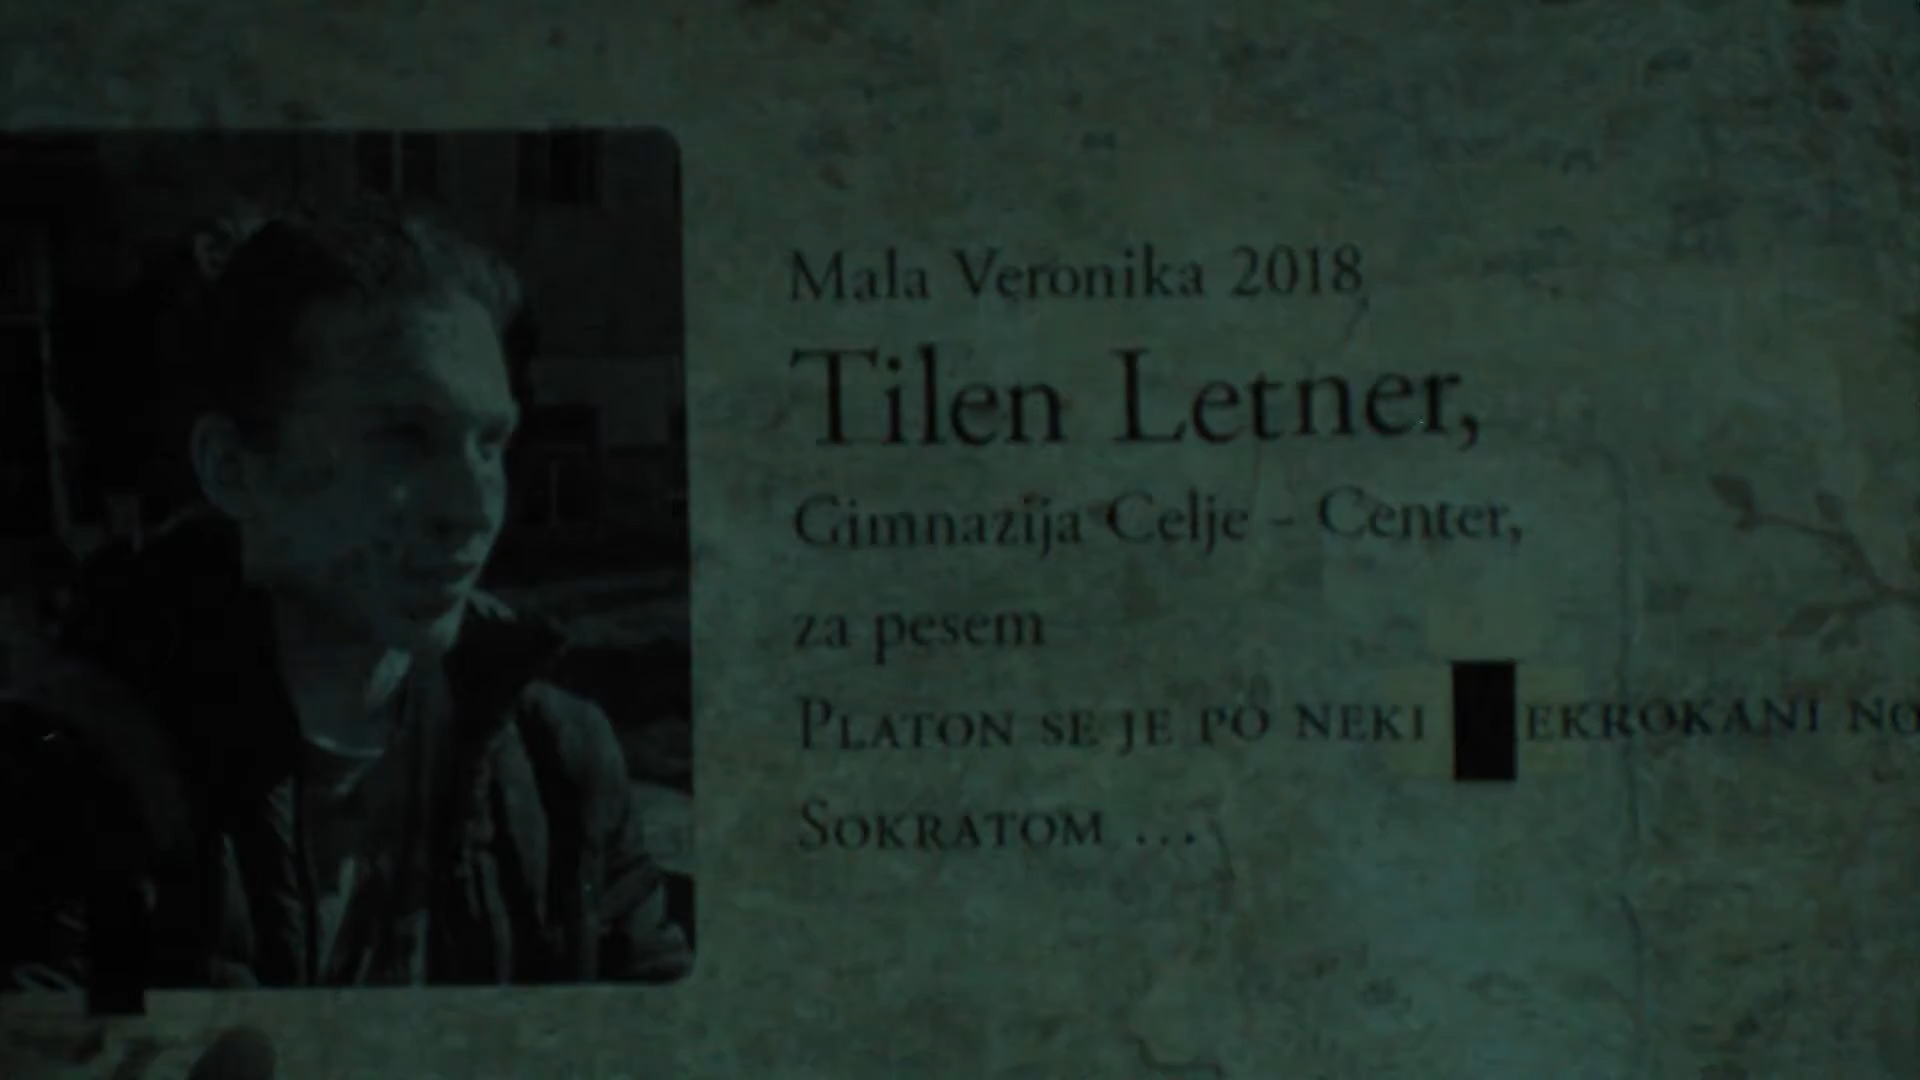 Mala Veronika 2018
Tilen Letner,
Gimnazija Celje - Center,
za pesem
PLATON SE JE PO NEKI
SOKRATOM ...